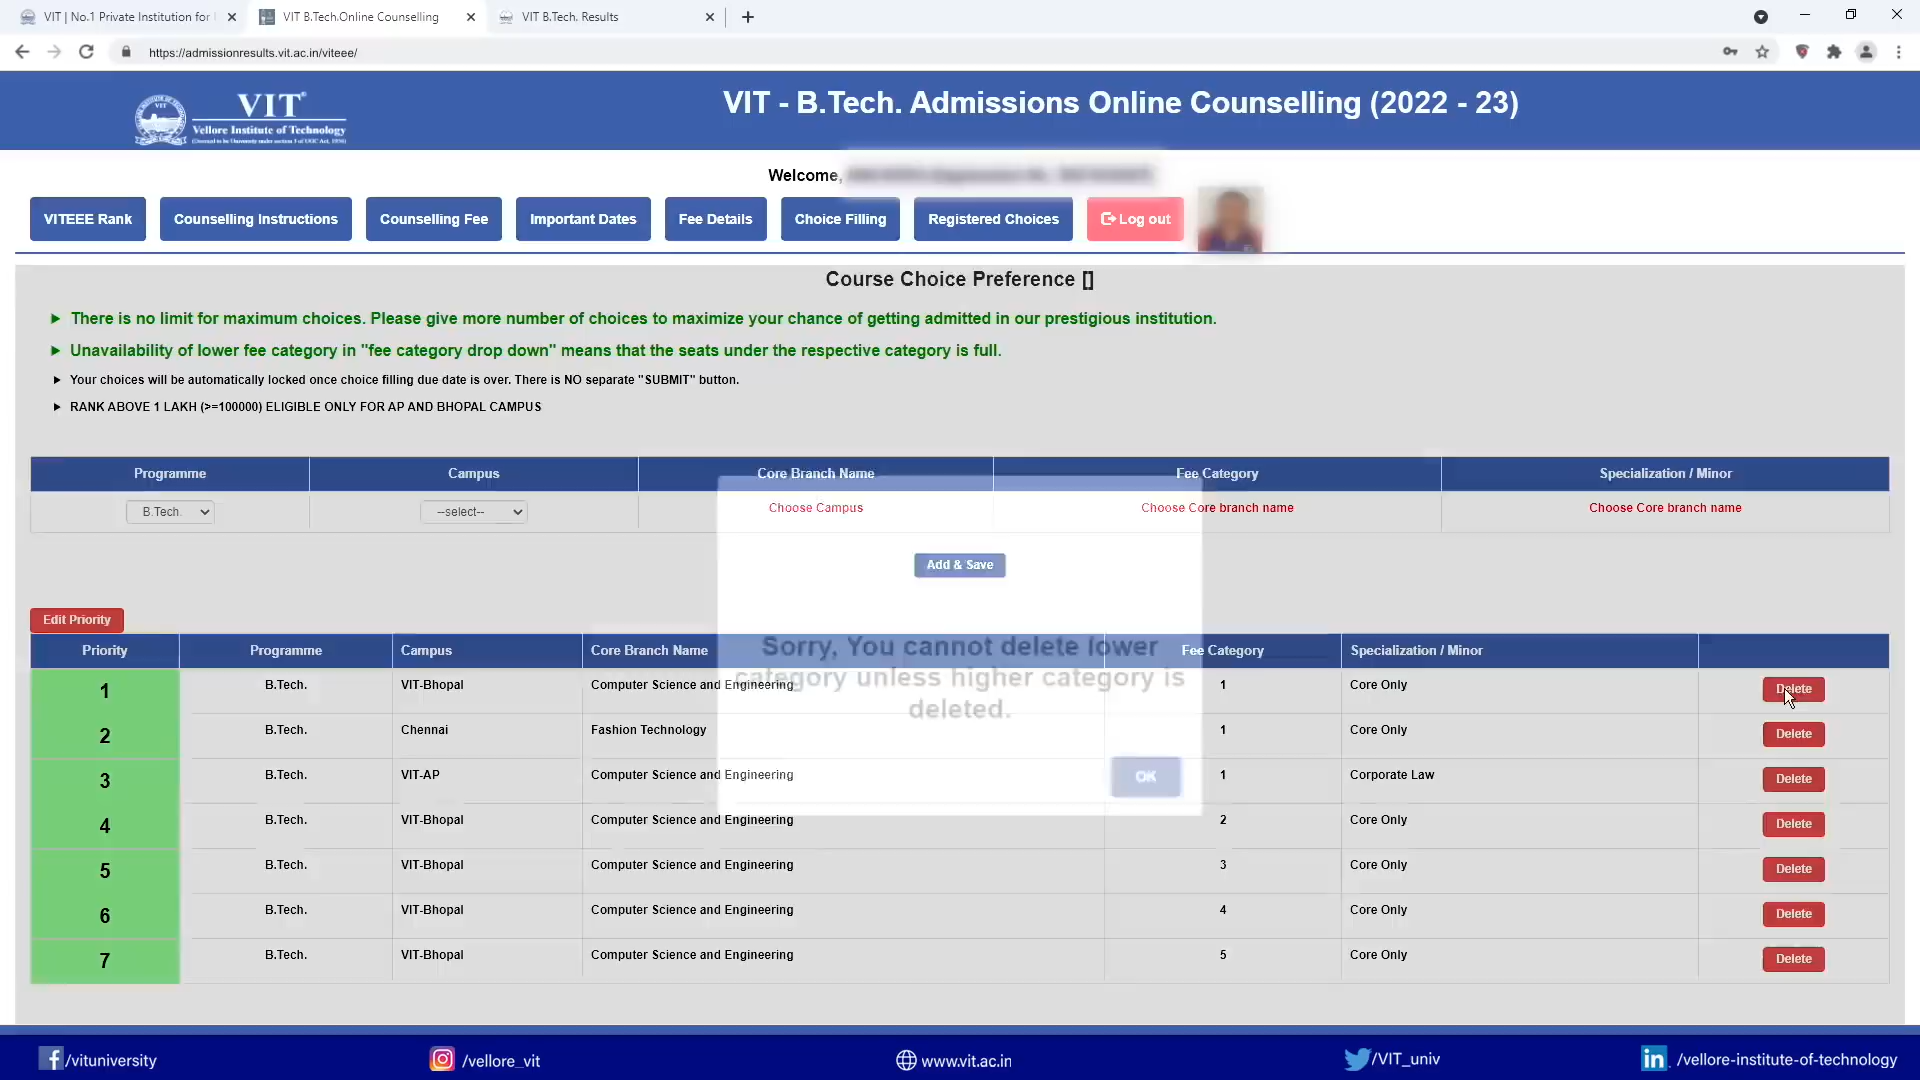 VIT | No.1 Private Institution for
VIT B.Tech.Online Counselling
VIT B.Tech. Results
https://admissionresults.vit.ac.in/viteee/
VIT
Vellore Institute of Technology
(Deemed to be University under section 3 of UGC Act, 1956)
VIT - B.Tech. Admissions Online Counselling (2022 - 23)
Welcome,
VITEEE Rank
Counselling Instructions
Counselling Fee
Important Dates
Fee Details
Choice Filling
Registered Choices
Log out
Course Choice Preference []
There is no limit for maximum choices. Please give more number of choices to maximize your chance of getting admitted in our prestigious institution.
Unavailability of lower fee category in "fee category drop down" means that the seats under the respective category is full.
Your choices will be automatically locked once choice filling due date is over. There is NO separate "SUBMIT" button.
RANK ABOVE 1 LAKH (>=100000) ELIGIBLE ONLY FOR AP AND BHOPAL CAMPUS
Programme Campus Core Branch Name Fee Category Specialization / Minor
B.Tech. --select-- Choose Campus Choose Core branch name Choose Core branch name
Add & Save
Sorry, You cannot delete lower
category unless higher category is
deleted.
OK
Edit Priority
Priority Programme Campus Core Branch Name Fee Category Specialization / Minor
1 B.Tech. VIT-Bhopal Computer Science and Engineering 1 Core Only Delete
2 B.Tech. Chennai Fashion Technology 1 Core Only Delete
3 B.Tech. VIT-AP Computer Science and Engineering 1 Corporate Law Delete
4 B.Tech. VIT-Bhopal Computer Science and Engineering 2 Core Only Delete
5 B.Tech. VIT-Bhopal Computer Science and Engineering 3 Core Only Delete
6 B.Tech. VIT-Bhopal Computer Science and Engineering 4 Core Only Delete
7 B.Tech. VIT-Bhopal Computer Science and Engineering 5 Core Only Delete
/vituniversity
/vellore_vit
www.vit.ac.in
/VIT_univ
/vellore-institute-of-technology